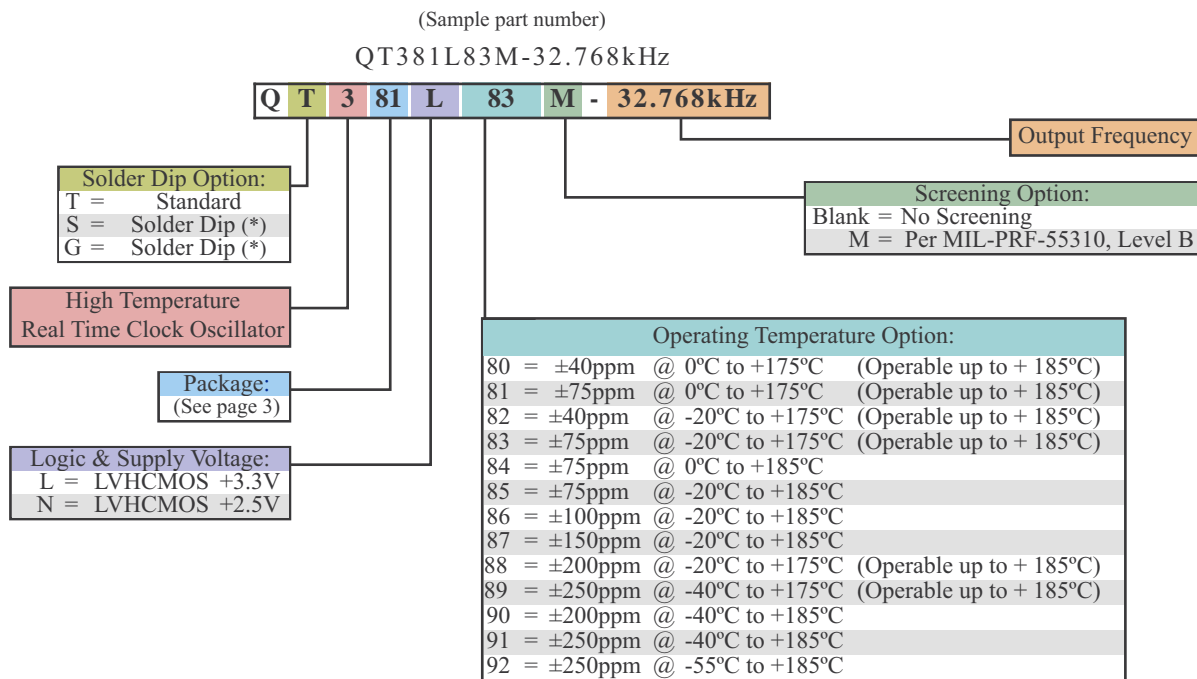 (Sample part number)
QT381L83M-32.768kHz
Q T 3 81 L 83 M - 32.768kHz
Output Frequency
Solder Dip Option:
T = Standard
S = Solder Dip (*)
G = Solder Dip (*)
Screening Option:
Blank = No Screening
M = Per MIL-PRF-55310, Level B
High Temperature
Real Time Clock Oscillator
Package:
(See page 3)
Logic & Supply Voltage:
L = LVHCMOS +3.3V
N = LVHCMOS +2.5V
Operating Temperature Option:
80 = ±40ppm @ 0ºC to +175ºC (Operable up to + 185ºC)
81 = ±75ppm @ 0ºC to +175ºC (Operable up to + 185ºC)
82 = ±40ppm @ -20ºC to +175ºC (Operable up to + 185ºC)
83 = ±75ppm @ -20ºC to +175ºC (Operable up to + 185ºC)
84 = ±75ppm @ 0ºC to +185ºC
85 = ±75ppm @ -20ºC to +185ºC
86 = ±100ppm @ -20ºC to +185ºC
87 = ±150ppm @ -20ºC to +185ºC
88 = ±200ppm @ -20ºC to +175ºC (Operable up to + 185ºC)
89 = ±250ppm @ -40ºC to +175ºC (Operable up to + 185ºC)
90 = ±200ppm @ -40ºC to +185ºC
91 = ±250ppm @ -40ºC to +185ºC
92 = ±250ppm @ -55ºC to +185ºC